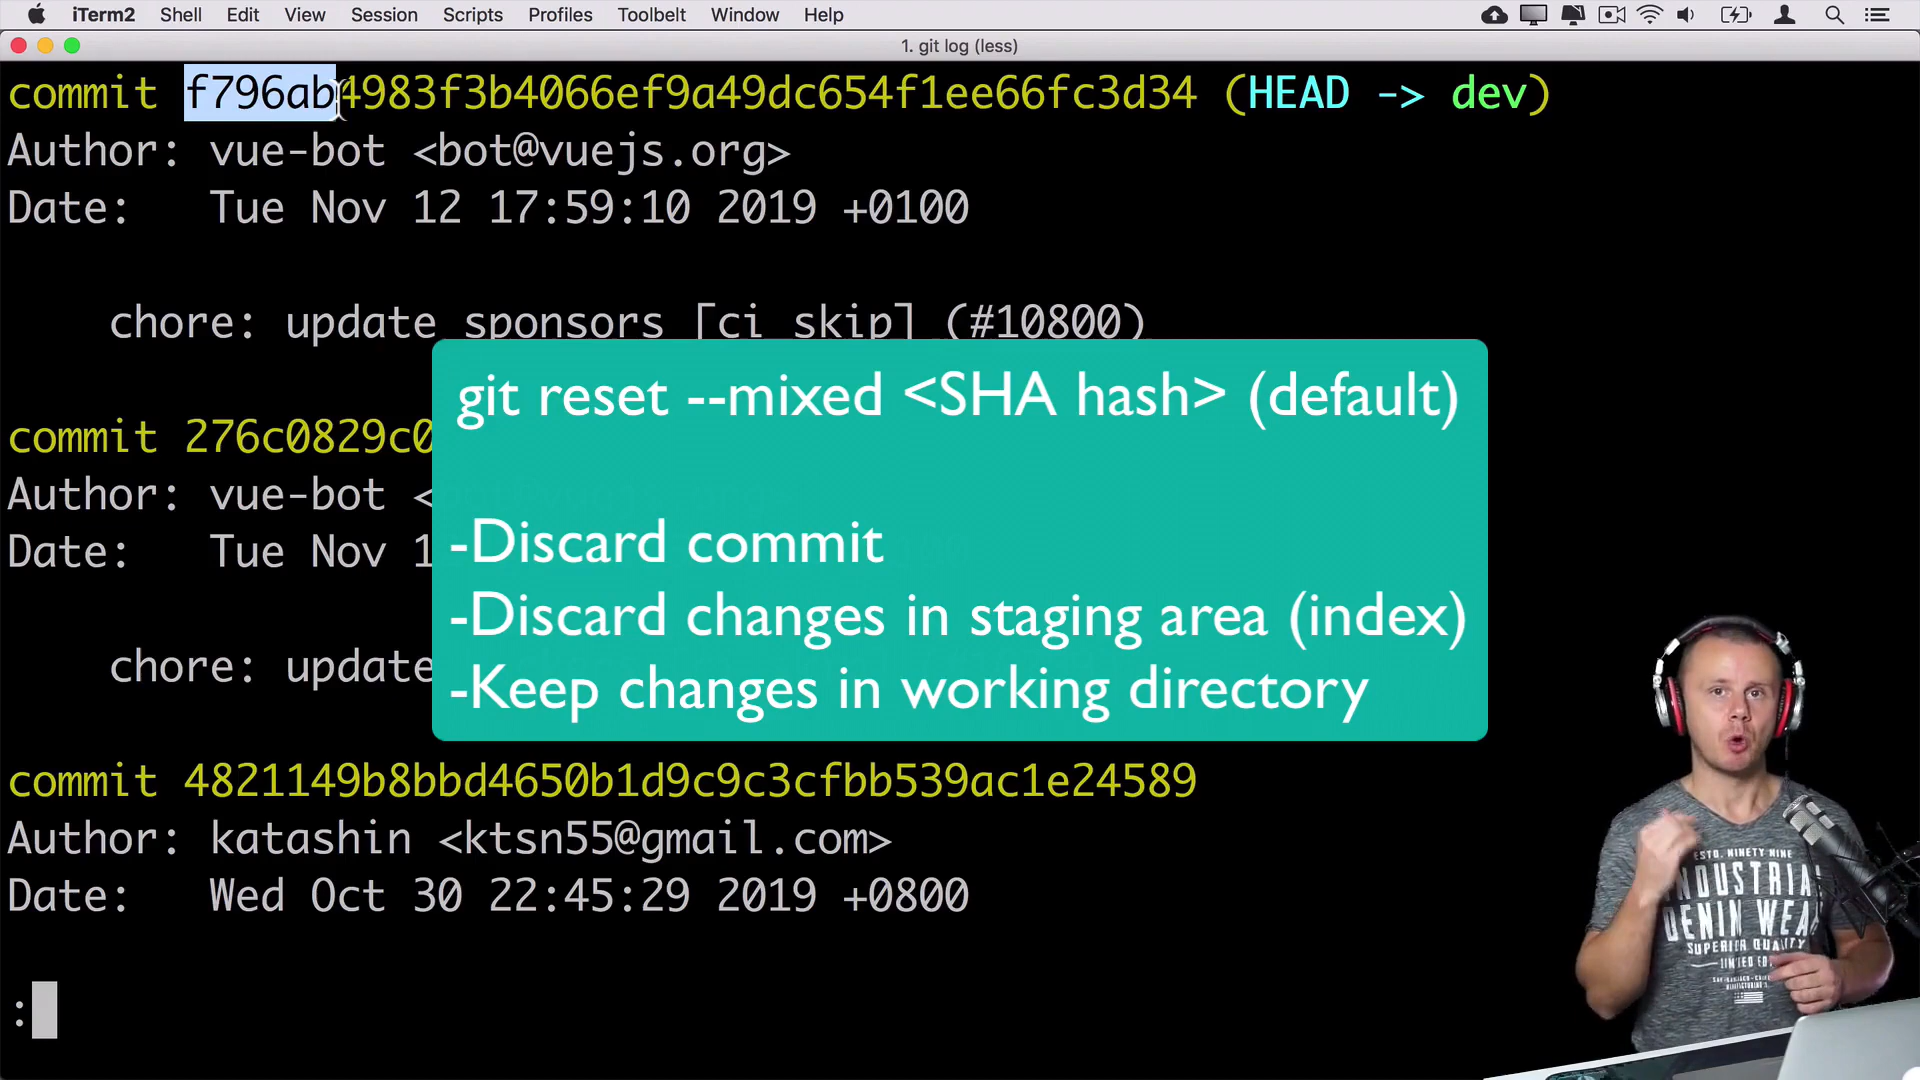 iTerm2 Shell Edit View Session Scripts Profiles Toolbelt Window Help
1. git log (less)
commit f796ab4983f3b4066ef9a49dc654f1ee66fc3d34 (HEAD -> dev)
Author: vue-bot <bot@vuejs.org>
Date: Tue Nov 12 17:59:10 2019 +0100
chore: update sponsors [ci skip] (#10800)
git reset --mixed <SHA hash> (default)
commit 276c0829c0
Author: vue-bot <
Date: Tue Nov 1
-Discard commit
-Discard changes in staging area (index)
chore: update
-Keep changes in working directory
commit 4821149b8bbd4650b1d9c9c3cfbb539ac1e24589
Author: katashin <ktsn55@gmail.com>
Date: Wed Oct 30 22:45:29 2019 +0800
:
ESTD. NINETY NINE
INDUSTRIAL
DENIM WEAR
SUPERIOR QUALITY
LIMITED